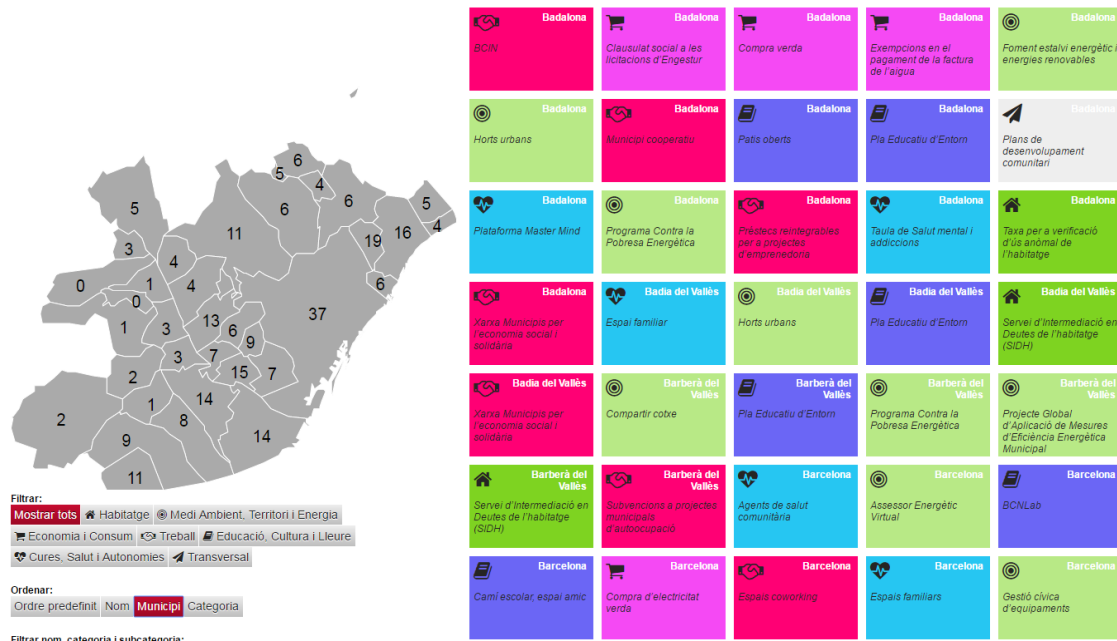 6
5
4
6
5
6
5
11
16
4
19
3
4
0
1
4
6
0
37
13
6
1
3
9
3
7
15
7
2
14
1
2
8
9
14
11
Filtrar:
Mostrar tots Habitatge Medi Ambient, Territori i Energia
Economia i Consum Treball Educació, Cultura i Lleure
Cures, Salut i Autonomies Transversal
Ordenar:
Ordre predefinit Nom Municipi Categoria
Filtrar nom, categoria i subcategoria:
Badalona
BCIN
Badalona
Clausulat social a les
licitacions d'Engestur
Badalona
Compra verda
Badalona
Exempcions en el
pagament de la factura
de l'aigua
Badalona
Foment estalvi energètic i
energies renovables
Badalona
Horts urbans
Badalona
Municipi cooperatiu
Badalona
Patis oberts
Badalona
Pla Educatiu d'Entorn
Badalona
Plans de
desenvolupament
comunitari
Badalona
Plataforma Master Mind
Badalona
Programa Contra la
Pobresa Energètica
Badalona
Préstecs reintegrables
per a projectes
d'emprenedoria
Badalona
Taula de Salut mental i
addiccions
Badalona
Taxa per a verificació
d'ús anòmal de
l'habitatge
Badalona
Xarxa Municipis per
l'economia social i
solidària
Badia del Vallès
Espai familiar
Badia del Vallès
Horts urbans
Badia del Vallès
Pla Educatiu d'Entorn
Badia del Vallès
Servei d'Intermediació en
Deutes de l'habitatge
(SIDH)
Badia del Vallès
Xarxa Municipis per
l'economia social i
solidària
Barberà del
Vallès
Compartir cotxe
Barberà del
Vallès
Pla Educatiu d'Entorn
Barberà del
Vallès
Programa Contra la
Pobresa Energètica
Barberà del
Vallès
Projecte Global
d'Aplicació de Mesures
d'Eficiència Energètica
Municipal
Barberà del
Vallès
Servei d'Intermediació en
Deutes de l'habitatge
(SIDH)
Barberà del
Vallès
Subvencions a projectes
municipals
d'autoocupació
Barcelona
Agents de salut
comunitària
Barcelona
Assessor Energètic
Virtual
Barcelona
BCNLab
Barcelona
Camí escolar, espai amic
Barcelona
Compra d'electricitat
verda
Barcelona
Espais coworking
Barcelona
Espais familiars
Barcelona
Gestió cívica
d'equipaments